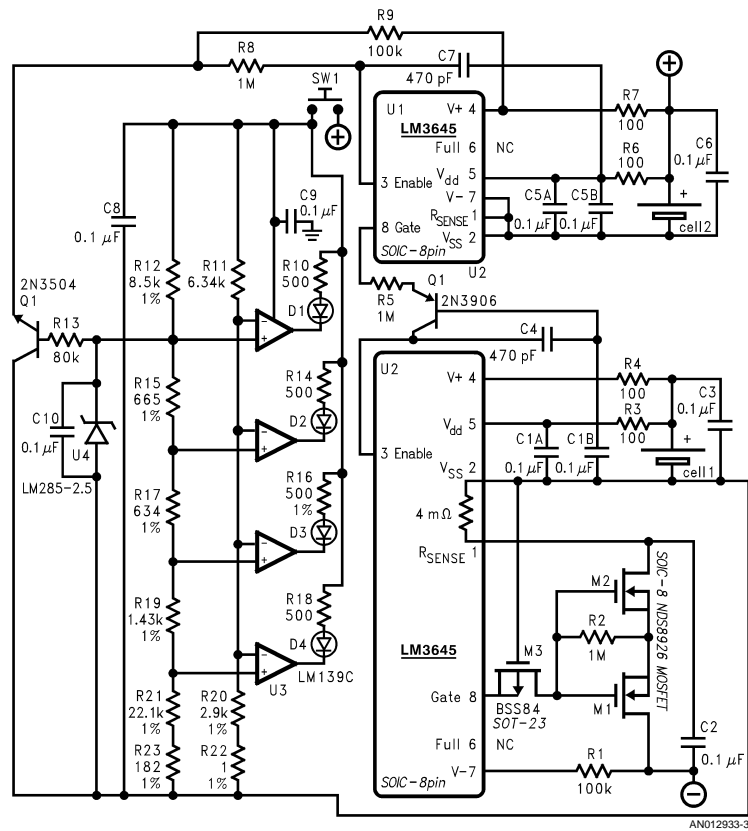 R9
100k
R8
1M
C7
470 pF
SW1
U1
LM3645
V+ 4
Full 6
NC
Vdd 5
V- 7
RSENSE 1
VSS 2
3 Enable
8 Gate
SOIC-8pin
U2
R7
100
R6
100
C6
0.1 μF
C5A
0.1 μF
C5B
0.1 μF
+
cell2
C8
0.1 μF
C9
0.1 μF
R12
8.5k
1%
R11
6.34k
R10
500
D1
2N3504
Q1
R13
80k
R5
1M
Q1
2N3906
C4
470 pF
R15
665
1%
R14
500
D2
C10
0.1 μF
U4
LM285-2.5
R17
634
1%
R16
500
1%
D3
R19
1.43k
1%
R18
500
D4
U3
LM139C
R21
22.1k
1%
R20
2.9k
1%
R23
182
1%
R22
1
1%
U2
V+ 4
Vdd 5
3 Enable
VSS 2
4 mΩ
RSENSE 1
LM3645
Gate 8
Full 6
NC
V- 7
SOIC-8pin
R4
100
R3
100
C3
0.1 μF
C1A
0.1 μF
C1B
0.1 μF
+
cell1
M2
R2
1M
M1
SOIC-8 NDS8926 MOSFET
M3
BSS84
SOT-23
R1
100k
C2
0.1 μF
AN012933-3